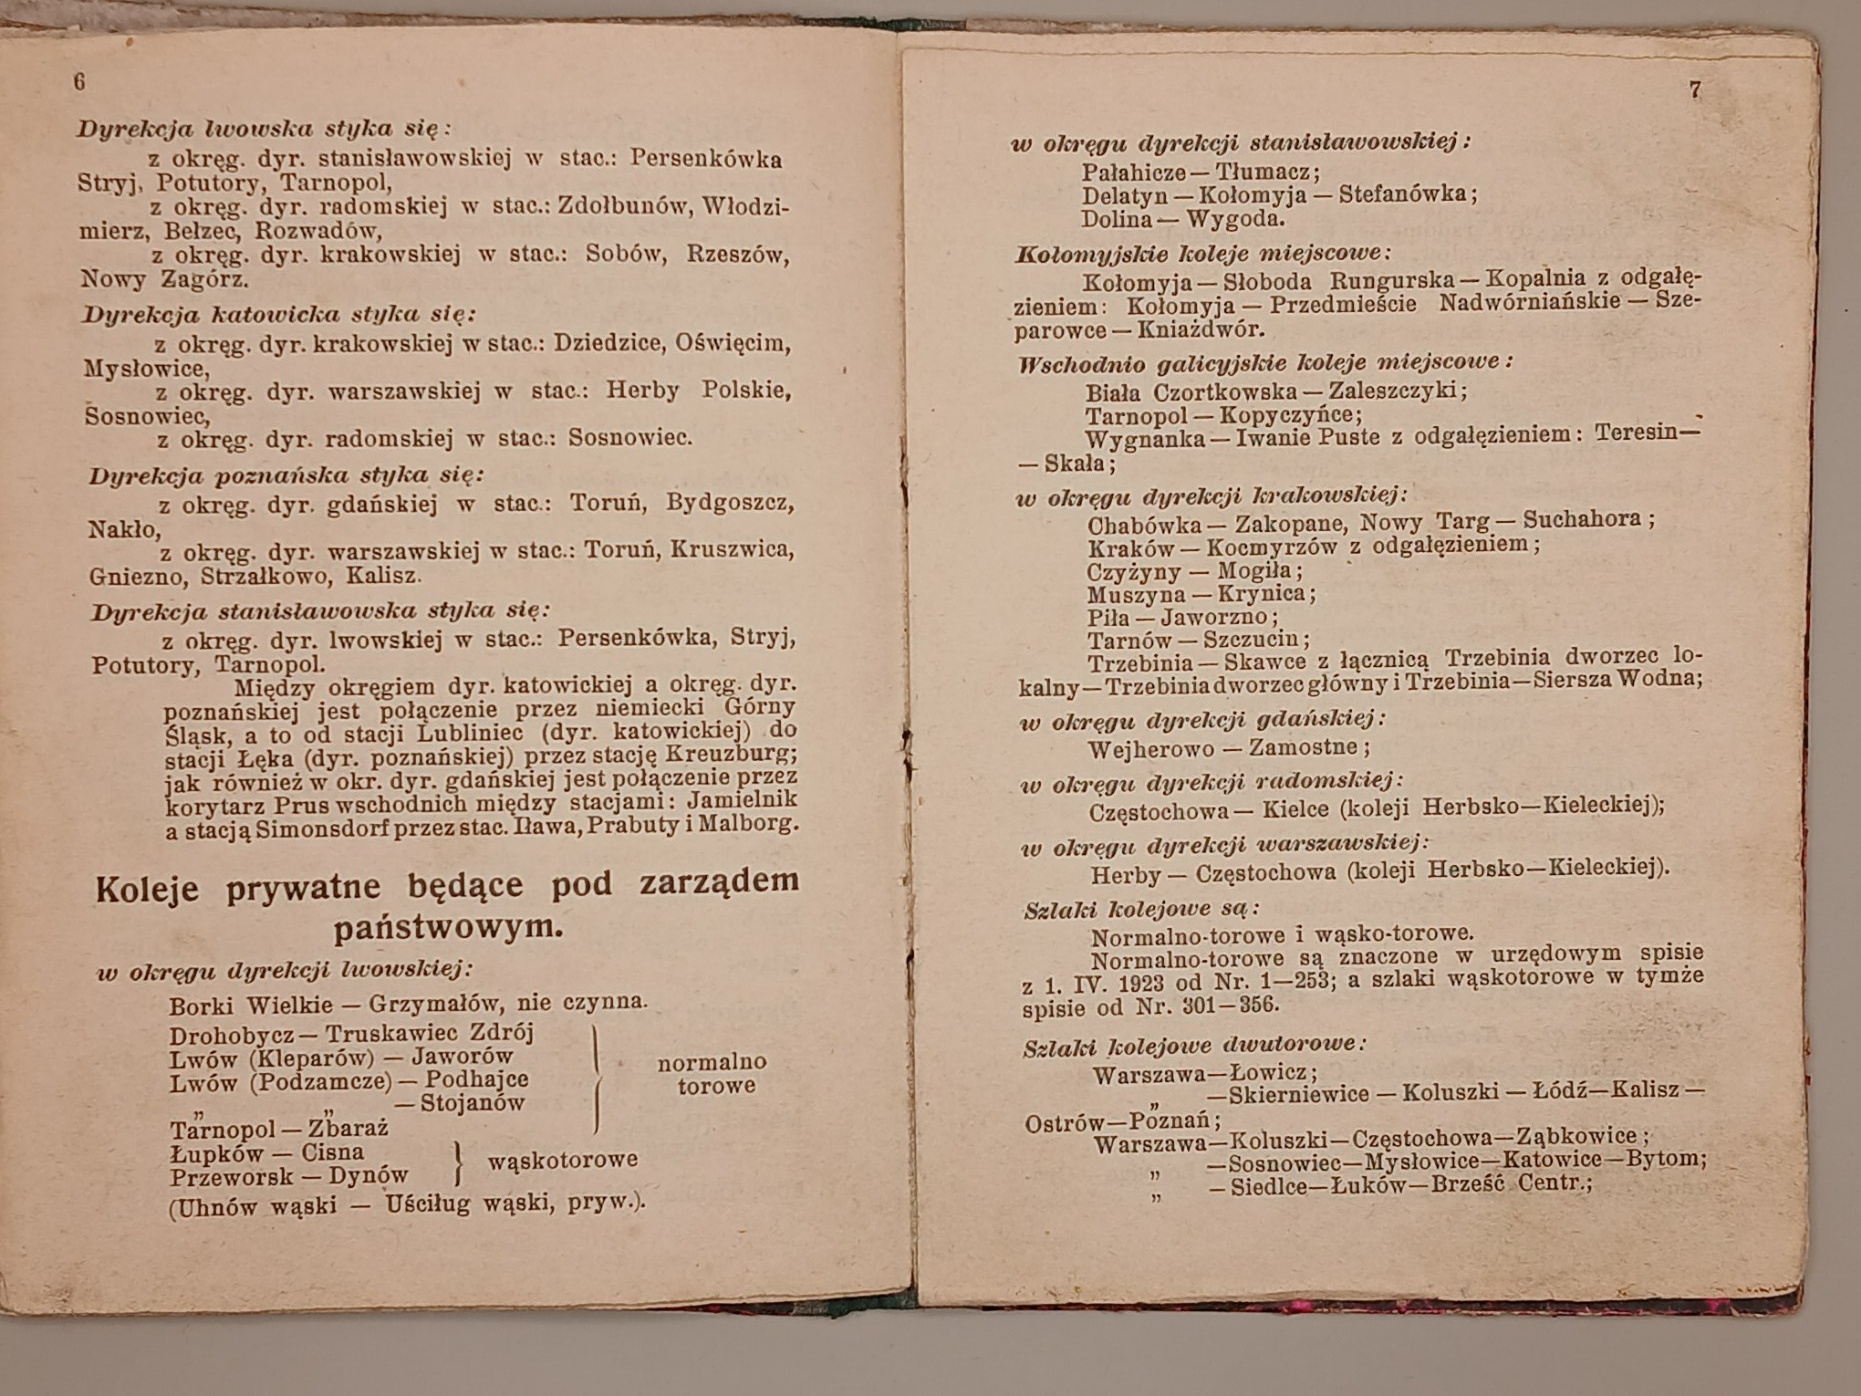 6
Dyrekcja lwowska styka się:
z okręg. dyr. stanisławowskiej w stac.: Persenkówka
Stryj, Potutory, Tarnopol,
z okręg. dyr. radomskiej w stac.: Zdołbunów, Włodzi-
mierz, Bełzec, Rozwadów,
z okręg. dyr. krakowskiej w stac.: Sobów, Rzeszów,
Nowy Zagórz.
Dyrekcja katowicka styka się:
z okręg. dyr. krakowskiej w stac.: Dziedzice, Oświęcim,
Mysłowice,
z okręg. dyr. warszawskiej w stac.: Herby Polskie,
Sosnowiec,
z okręg. dyr. radomskiej w stac.: Sosnowiec.
Dyrekcja poznańska styka się:
z okręg. dyr. gdańskiej w stac.: Toruń, Bydgoszcz,
Nakło,
z okręg. dyr. warszawskiej w stac.: Toruń, Kruszwica,
Gniezno, Strzałkowo, Kalisz.
Dyrekcja stanisławowska styka się:
z okręg. dyr. lwowskiej w stac.: Persenkówka, Stryj,
Potutory, Tarnopol.
Między okręgiem dyr. katowickiej a okręg. dyr.
poznańskiej jest połączenie przez niemiecki Górny
Śląsk, a to od stacji Lubliniec (dyr. katowickiej) do
stacji Łęka (dyr. poznańskiej) przez stację Kreuzburg;
jak również w okr. dyr. gdańskiej jest połączenie przez
korytarz Prus wschodnich między stacjami: Jamielnik
a stacją Simonsdorf przez stac. Iława, Prabuty i Malborg.
Koleje prywatne będące pod zarządem
państwowym.
w okręgu dyrekcji lwowskiej:
Borki Wielkie — Grzymałów, nie czynna.
Drohobycz — Truskawiec Zdrój
Lwów (Kleparów) — Jaworów
Lwów (Podzamcze) — Podhajce
„ „ — Stojanów
Tarnopol — Zbaraż
normalno
torowe
Łupków — Cisna
Przeworsk — Dynów
wąskotorowe
(Uhnów wąski — Uściług wąski, pryw.).
7
w okręgu dyrekcji stanisławowskiej:
Pałahicze — Tłumacz;
Delatyn — Kołomyja — Stefanówka;
Dolina — Wygoda.
Kołomyjskie koleje miejscowe:
Kołomyja — Słoboda Rungurska — Kopalnia z odgałę-
zieniem: Kołomyja — Przedmieście Nadwórniańskie — Sze-
parowce — Kniażdwór.
Wschodnio galicyjskie koleje miejscowe:
Biała Czortkowska — Zaleszczyki;
Tarnopol — Kopyczyńce;
Wygnanka — Iwanie Puste z odgałęzieniem: Teresin—
— Skała;
w okręgu dyrekcji krakowskiej:
Chabówka — Zakopane, Nowy Targ — Suchahora;
Kraków — Kocmyrzów z odgałęzieniem;
Czyżyny — Mogiła;
Muszyna — Krynica;
Piła — Jaworzno;
Tarnów — Szczucin;
Trzebinia — Skawce z łącznicą Trzebinia dworzec lo-
kalny—Trzebinia dworzec główny i Trzebinia—Siersza Wodna;
w okręgu dyrekcji gdańskiej:
Wejherowo — Zamostne;
w okręgu dyrekcji radomskiej:
Częstochowa — Kielce (koleji Herbsko—Kieleckiej);
w okręgu dyrekcji warszawskiej:
Herby — Częstochowa (koleji Herbsko—Kieleckiej).
Szlaki kolejowe są:
Normalno-torowe i wąsko-torowe.
Normalno-torowe są znaczone w urzędowym spisie
z 1. IV. 1923 od Nr. 1—253; a szlaki wąskotorowe w tymże
spisie od Nr. 301—356.
Szlaki kolejowe dwutorowe:
Warszawa—Łowicz;
„ —Skierniewice — Koluszki — Łódź—Kalisz —
Ostrów—Poznań;
Warszawa—Koluszki—Częstochowa—Ząbkowice;
„ —Sosnowiec—Mysłowice—Katowice—Bytom;
„ —Siedlce—Łuków—Brześć Centr.;